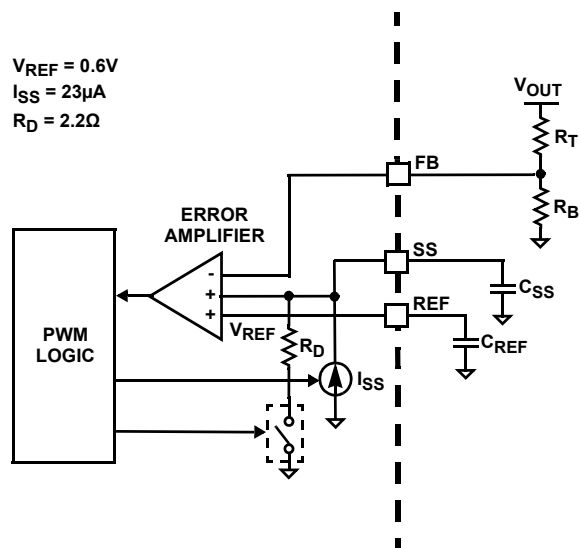 VREF = 0.6V
ISS = 23µA
RD = 2.2Ω
VOUT
RT
FB
RB
ERROR
AMPLIFIER
SS
-
+
+
CSS
REF
VREF
RD
CREF
PWM
LOGIC
ISS